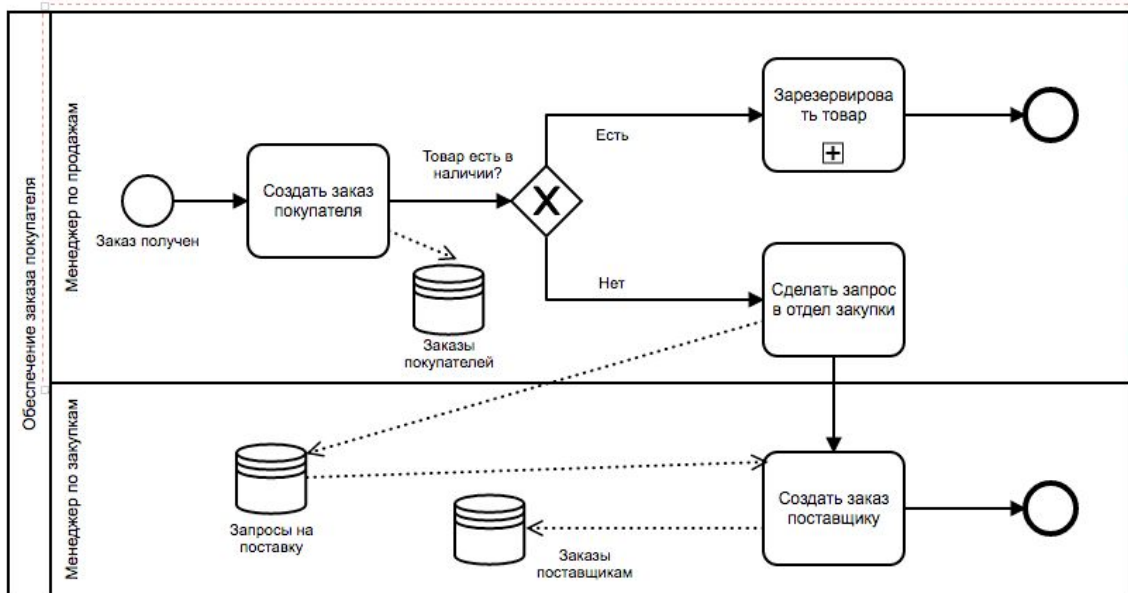 Обеспечение заказа покупателя
Менеджер по продажам
Заказ получен
Создать заказ
покупателя
Заказы
покупателей
Товар есть в
наличии?
Есть
Нет
Зарезервирова
ть товар
Сделать запрос
в отдел закупки
Менеджер по закупкам
Запросы на
поставку
Заказы
поставщикам
Создать заказ
поставщику